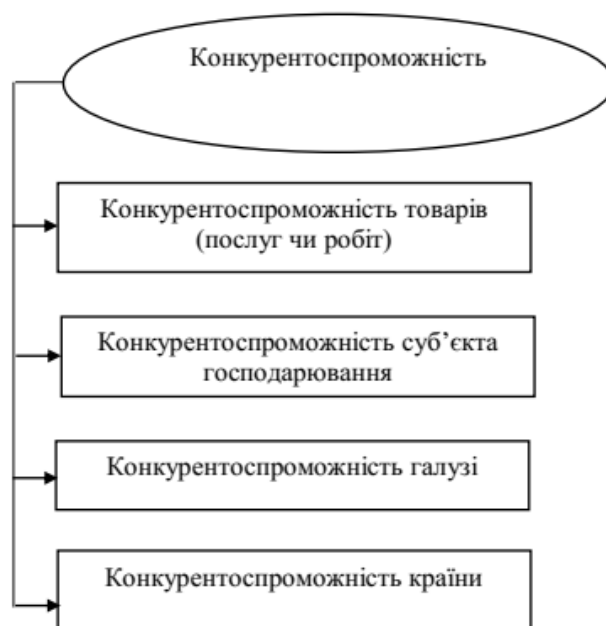 Конкурентоспроможність
Конкурентоспроможність товарів
(послуг чи робіт)
Конкурентоспроможність суб’єкта
господарювання
Конкурентоспроможність галузі
Конкурентоспроможність країни